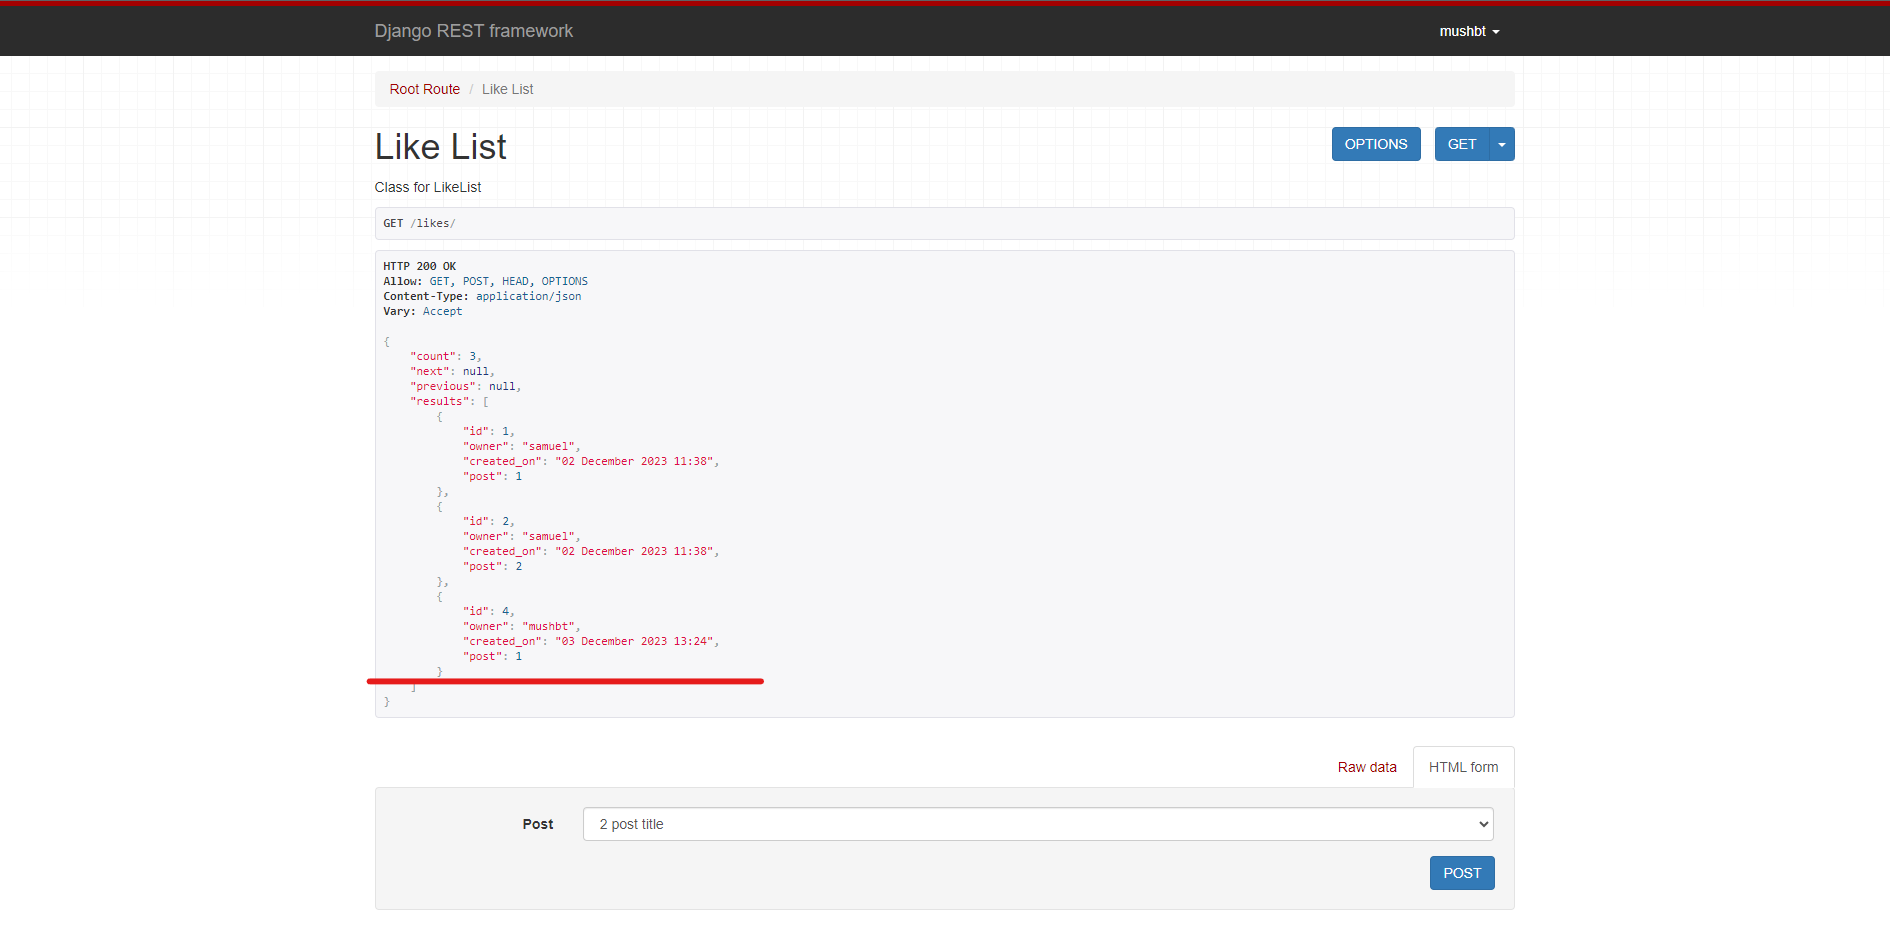 Django REST framework
mushbt
Root Route / Like List
Like List
OPTIONS
GET
Class for LikeList
GET /likes/
HTTP 200 OK
Allow: GET, POST, HEAD, OPTIONS
Content-Type: application/json
Vary: Accept
{
    "count": 3,
    "next": null,
    "previous": null,
    "results": [
        {
            "id": 1,
            "owner": "samuel",
            "created_on": "02 December 2023 11:38",
            "post": 1
        },
        {
            "id": 2,
            "owner": "samuel",
            "created_on": "02 December 2023 11:38",
            "post": 2
        },
        {
            "id": 4,
            "owner": "mushbt",
            "created_on": "03 December 2023 13:24",
            "post": 1
        }
    ]
}
Raw data
HTML form
Post
2 post title
POST